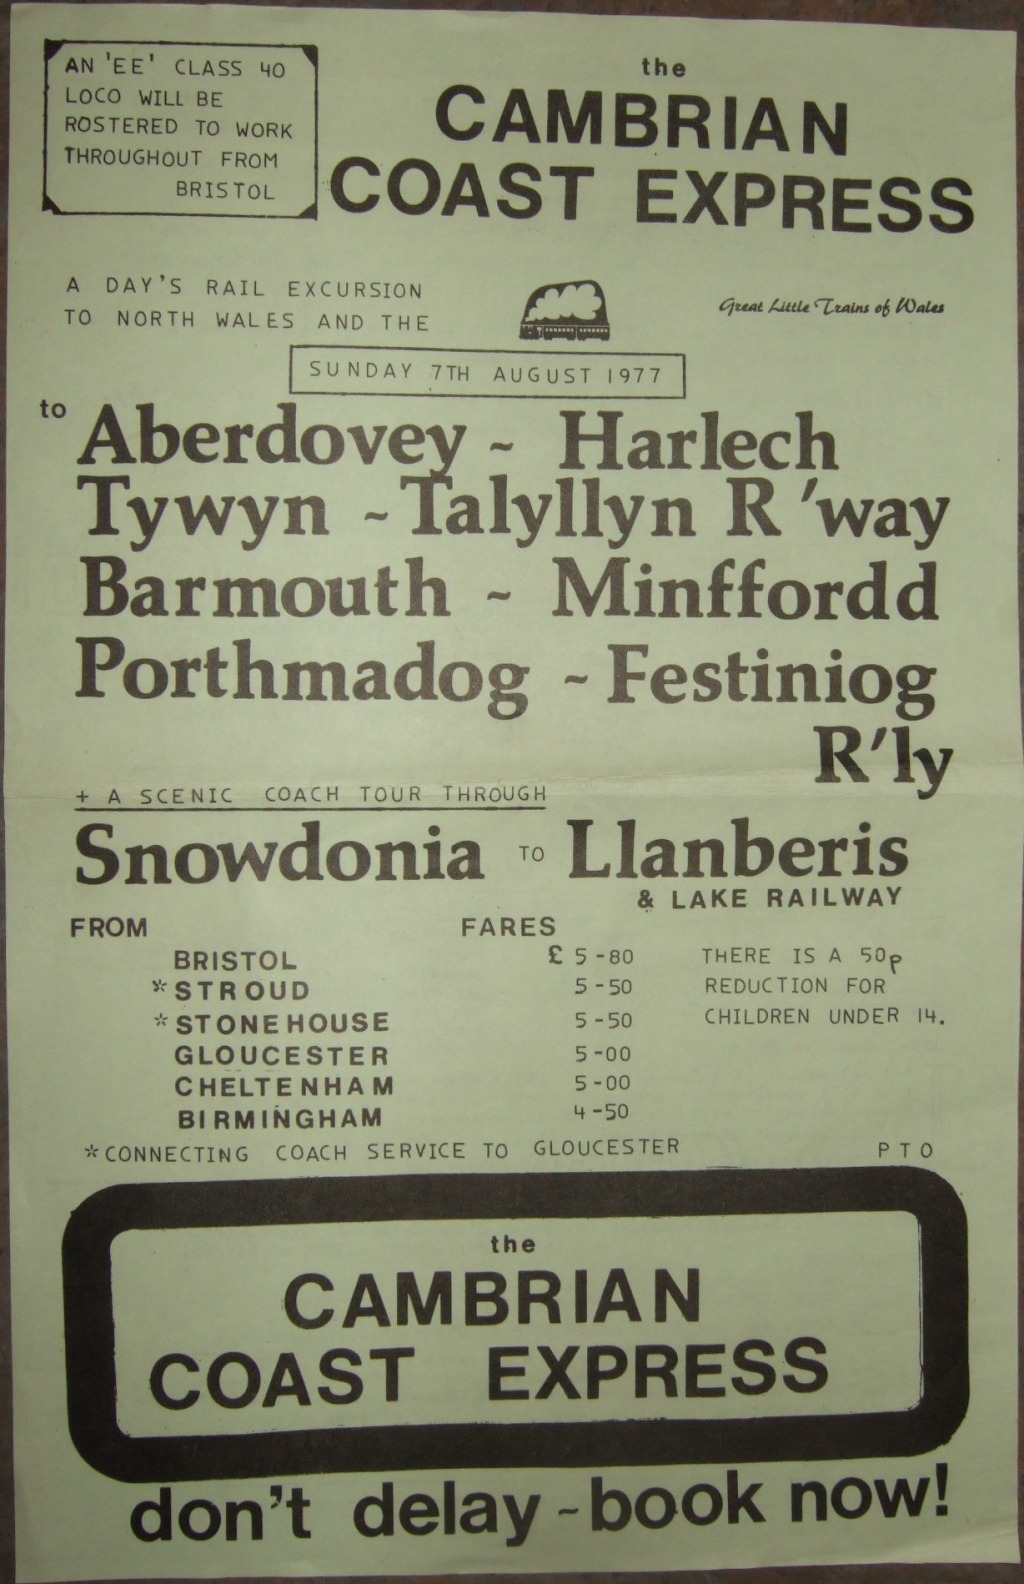 AN 'EE' CLASS 40
LOCO WILL BE
ROSTERED TO WORK
THROUGHOUT FROM
BRISTOL
the
CAMBRIAN
COAST EXPRESS
A DAY'S RAIL EXCURSION
TO NORTH WALES AND THE
Great Little Trains of Wales
SUNDAY 7TH AUGUST 1977
to Aberdovey ~ Harlech
Tywyn ~ Talyllyn R'way
Barmouth ~ Minffordd
Porthmadog ~ Festiniog
R'ly
+ A SCENIC COACH TOUR THROUGH
Snowdonia TO Llanberis
& LAKE RAILWAY
FROM FARES
BRISTOL £ 5-80 THERE IS A 50p
*STROUD 5-50 REDUCTION FOR
*STONEHOUSE 5-50 CHILDREN UNDER 14.
GLOUCESTER 5-00
CHELTENHAM 5-00
BIRMINGHAM 4-50
*CONNECTING COACH SERVICE TO GLOUCESTER PTO
the
CAMBRIAN
COAST EXPRESS
don't delay ~ book now!